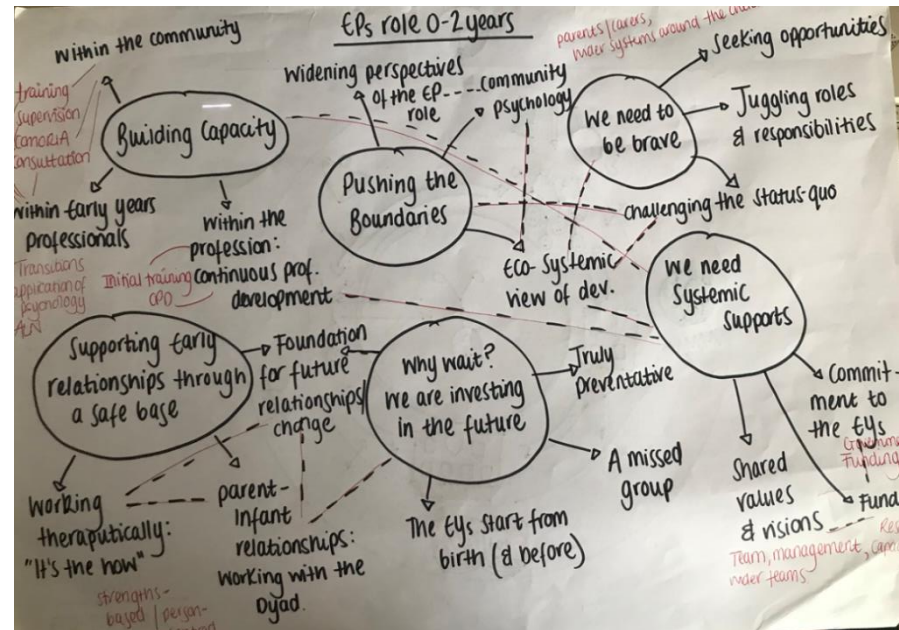 EPs role 0-2 years
Within the community
training
supervision
consultation
Building Capacity
Within Early years
Professionals
Transitions
application of
psychology
ALN
Within the
profession:
continuous prof.
development
Initial training
CPD
Widening perspectives
of the EP
role
community
psychology
Pushing the
Boundaries
Eco-Systemic
view of dev.
parents/carers,
wider systems around the
We need to
be brave
Seeking opportunities
Juggling roles
& responsibilities
challenging the status-quo
We need
Systemic
Supports
Commit-
ment to
the EYs
Funding
Shared
values
& visions
Fund
Team, management,
wider teams
Supporting Early
relationships through
a safe base
Foundation
for future
relationships/
change
Working
theraputically:
"It's the how"
strengths-
based
person-
parent-
Infant
relationships:
Working with the
Dyad.
Why wait?
We are investing
in the future
Truly
preventative
A missed
group
The EYs start from
birth (& before)